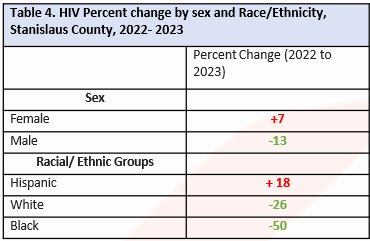 Table 4. HIV Percent change by sex and Race/Ethnicity,
Stanislaus County, 2022- 2023
Percent Change (2022 to
2023)
Sex
Female +7
Male -13
Racial/ Ethnic Groups
Hispanic + 18
White -26
Black -50